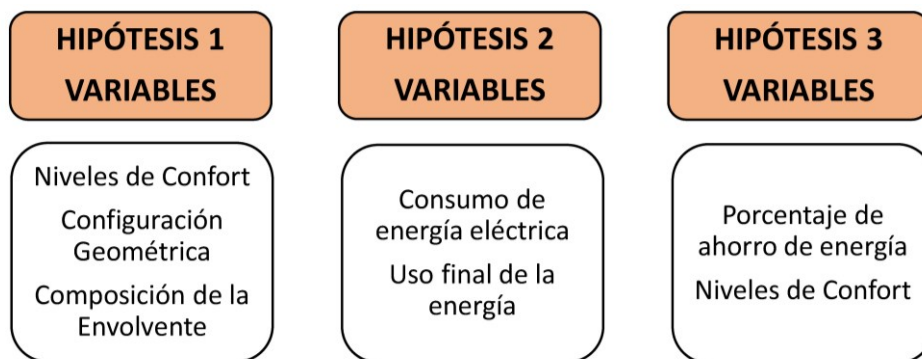 HIPÓTESIS 1
VARIABLES
Niveles de Confort
Configuración
Geométrica
Composición de la
Envolvente
HIPÓTESIS 2
VARIABLES
Consumo de
energía eléctrica
Uso final de la
energía
HIPÓTESIS 3
VARIABLES
Porcentaje de
ahorro de energía
Niveles de Confort